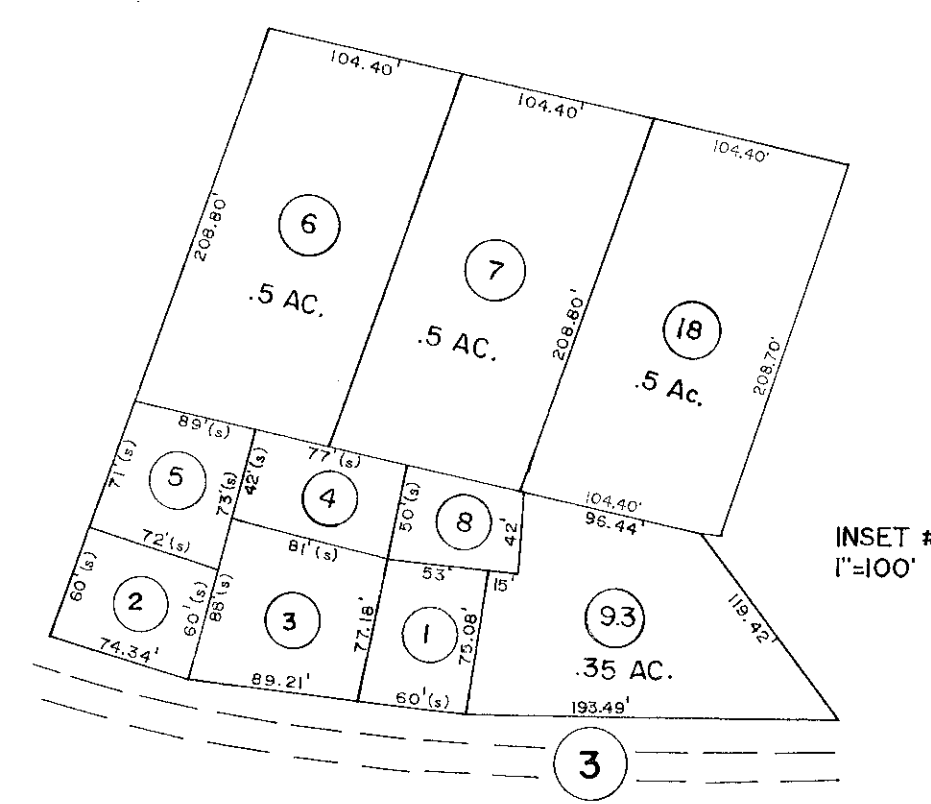 104.40'
104.40'
104.40'
208.80'
6
.5 AC.
7
.5 AC.
208.80'
18
.5 Ac.
208.70'
89'(s)
71'(s)
5
73'(s)
42'(s)
77'(s)
4
50'(s)
8
42'
104.40'
96.44'
INSET #
1"=100'
72'(s)
81'(s)
53'
15'
60'(s)
2
60'(s)
88'(s)
3
77.18'
1
75.08'
9.3
.35 AC.
119.42'
74.34'
89.21'
60'(s)
193.49'
3